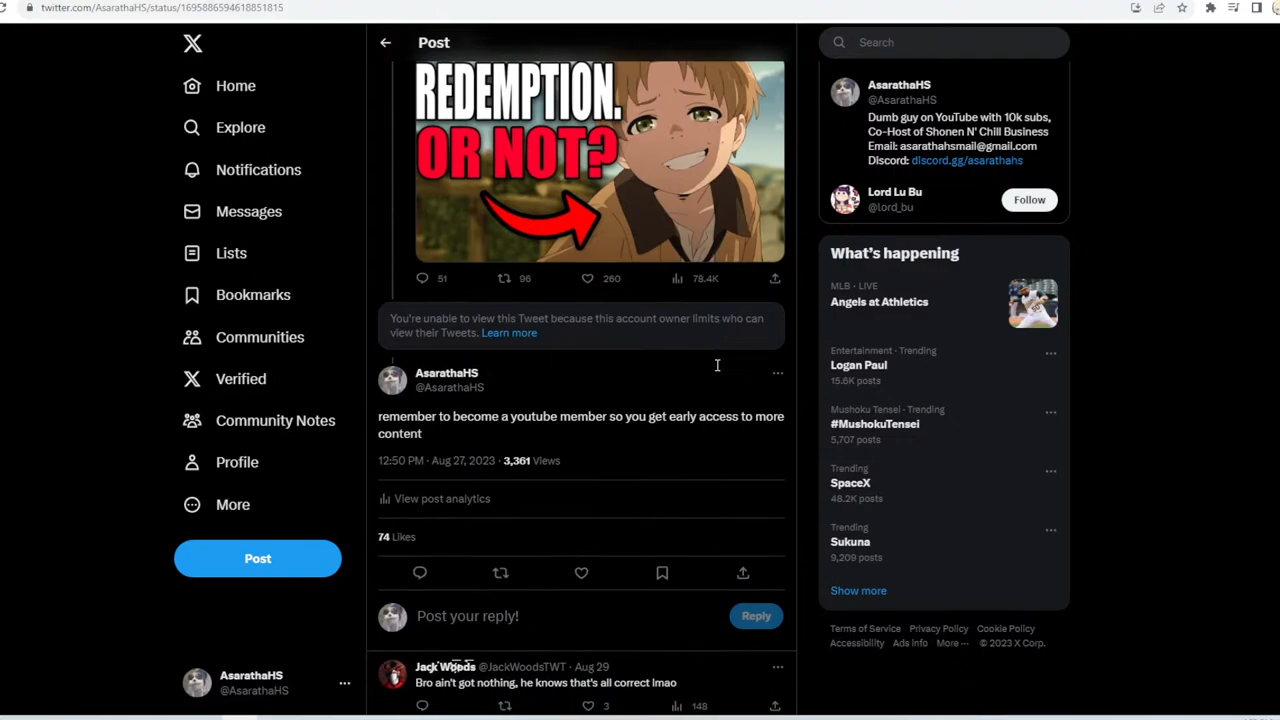 twitter.com/AsarathaHS/status/1695886594618851815
Home
Explore
Notifications
Messages
Lists
Bookmarks
Communities
Verified
Community Notes
Profile
More
Post
AsarathaHS
@AsarathaHS
Post
REDEMPTION.
OR NOT?
51
96
260
78.4K
You're unable to view this Tweet because this account owner limits who can
view their Tweets. Learn more
AsarathaHS
@AsarathaHS
remember to become a youtube member so you get early access to more
content
12:50 PM · Aug 27, 2023 · 3,361 Views
View post analytics
74 Likes
Post your reply!
Reply
Jack Woods @JackWoodsTWT · Aug 29
Bro ain't got nothing, he knows that's all correct lmao
3
148
Search
AsarathaHS
@AsarathaHS
Dumb guy on YouTube with 10k subs,
Co-Host of Shonen N' Chill Business
Email: asarathahsmail@gmail.com
Discord: discord.gg/asarathahs
Lord Lu Bu
@lord_bu
Follow
What's happening
MLB · LIVE
Angels at Athletics
Entertainment · Trending
Logan Paul
15.6K posts
Mushoku Tensei · Trending
#MushokuTensei
5,707 posts
Trending
SpaceX
48.2K posts
Trending
Sukuna
9,209 posts
Show more
Terms of Service Privacy Policy Cookie Policy
Accessibility Ads info More ··· © 2023 X Corp.